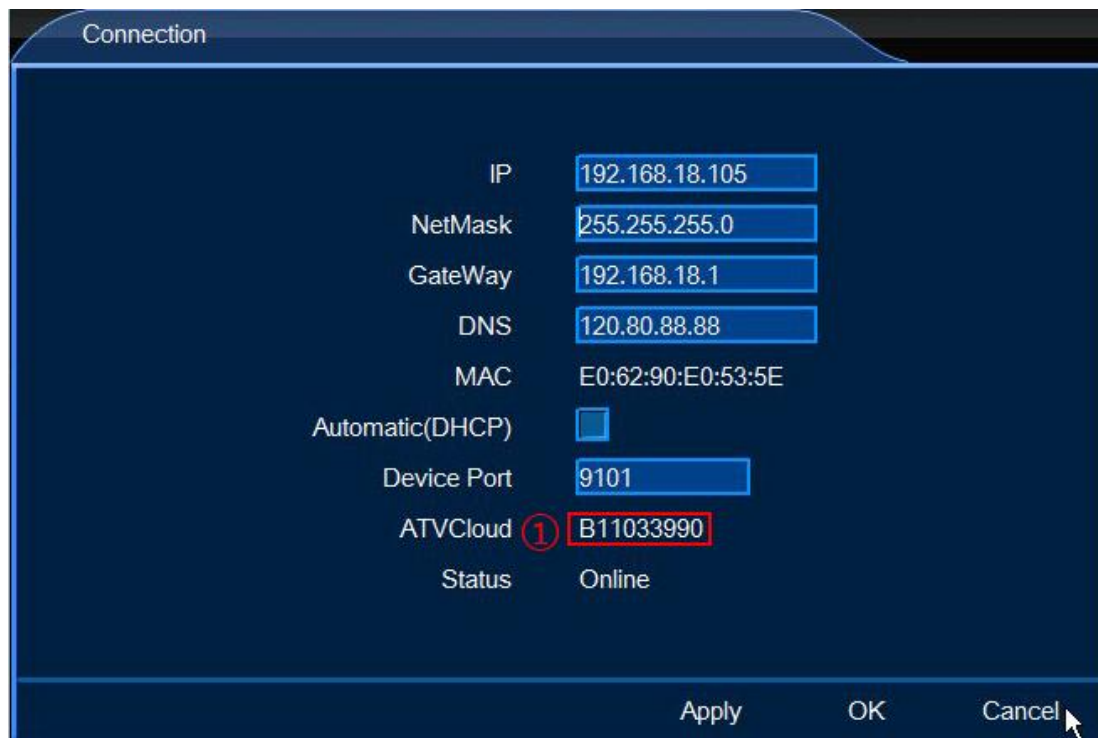 Connection
IP 192.168.18.105
NetMask 255.255.255.0
GateWay 192.168.18.1
DNS 120.80.88.88
MAC E0:62:90:E0:53:5E
Automatic(DHCP)
Device Port 9101
ATVCloud ① B11033990
Status Online
Apply OK Cancel